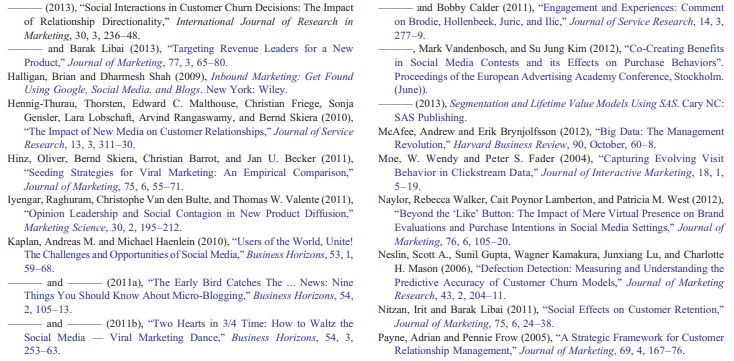 ——— (2013), “Social Interactions in Customer Churn Decisions: The Impact
of Relationship Directionality,” International Journal of Research in
Marketing, 30, 3, 236–48.
——— and Barak Libai (2013), “Targeting Revenue Leaders for a New
Product,” Journal of Marketing, 77, 3, 65–80.
Halligan, Brian and Dharmesh Shah (2009), Inbound Marketing: Get Found
Using Google, Social Media, and Blogs. New York: Wiley.
Hennig-Thurau, Thorsten, Edward C. Malthouse, Christian Friege, Sonja
Gensler, Lara Lobschat, Arvind Rangaswamy, and Bernd Skiera (2010),
“The Impact of New Media on Customer Relationships,” Journal of Service
Research, 13, 3, 311–30.
Hinz, Oliver, Bernd Skiera, Christian Barrot, and Jan U. Becker (2011),
“Seeding Strategies for Viral Marketing: An Empirical Comparison,”
Journal of Marketing, 75, 6, 55–71.
Iyengar, Raghuram, Christophe Van den Bulte, and Thomas W. Valente (2011),
“Opinion Leadership and Social Contagion in New Product Diffusion,”
Marketing Science, 30, 2, 195–212.
Kaplan, Andreas M. and Michael Haenlein (2010), “Users of the World, Unite!
The Challenges and Opportunities of Social Media,” Business Horizons, 53, 1,
59–68.
——— and ——— (2011a), “The Early Bird Catches The ... News: Nine
Things You Should Know About Micro-Blogging,” Business Horizons, 54,
2, 105–13.
——— and ——— (2011b), “Two Hearts in 3/4 Time: How to Waltz the
Social Media — Viral Marketing Dance,” Business Horizons, 54, 3,
253–63.
——— and Bobby Calder (2011), “Engagement and Experiences: Comment
on Brodie, Hollenbeek, Juric, and Ilic,” Journal of Service Research, 14, 3,
277–9.
———, Mark Vandenbosch, and Su Jung Kim (2012), “Co-Creating Benefits
in Social Media Contests and its Effects on Purchase Behaviors”.
Proceedings of the European Advertising Academy Conference, Stockholm.
(June)).
——— (2013), Segmentation and Lifetime Value Models Using SAS. Cary NC:
SAS Publishing.
McAfee, Andrew and Erik Brynjolfsson (2012), “Big Data: The Management
Revolution,” Harvard Business Review, 90, October, 60–8.
Moe, W. Wendy and Peter S. Fader (2004), “Capturing Evolving Visit
Behavior in Clickstream Data,” Journal of Interactive Marketing, 18, 1,
5–19.
Naylor, Rebecca Walker, Cait Poynor Lamberton, and Patricia M. West (2012),
“Beyond the ‘Like’ Button: The Impact of Mere Virtual Presence on Brand
Evaluations and Purchase Intentions in Social Media Settings,” Journal of
Marketing, 76, 6, 105–20.
Neslin, Scott A., Sunil Gupta, Wagner Kamakura, Junxiang Lu, and Charlotte
H. Mason (2006), “Defection Detection: Measuring and Understanding the
Predictive Accuracy of Customer Churn Models,” Journal of Marketing
Research, 43, 2, 204–11.
Nitzan, Irit and Barak Libai (2011), “Social Effects on Customer Retention,”
Journal of Marketing, 75, 6, 24–38.
Payne, Adrian and Pennie Frow (2005), “A Strategic Framework for Customer
Relationship Management,” Journal of Marketing, 69, 4, 167–76.